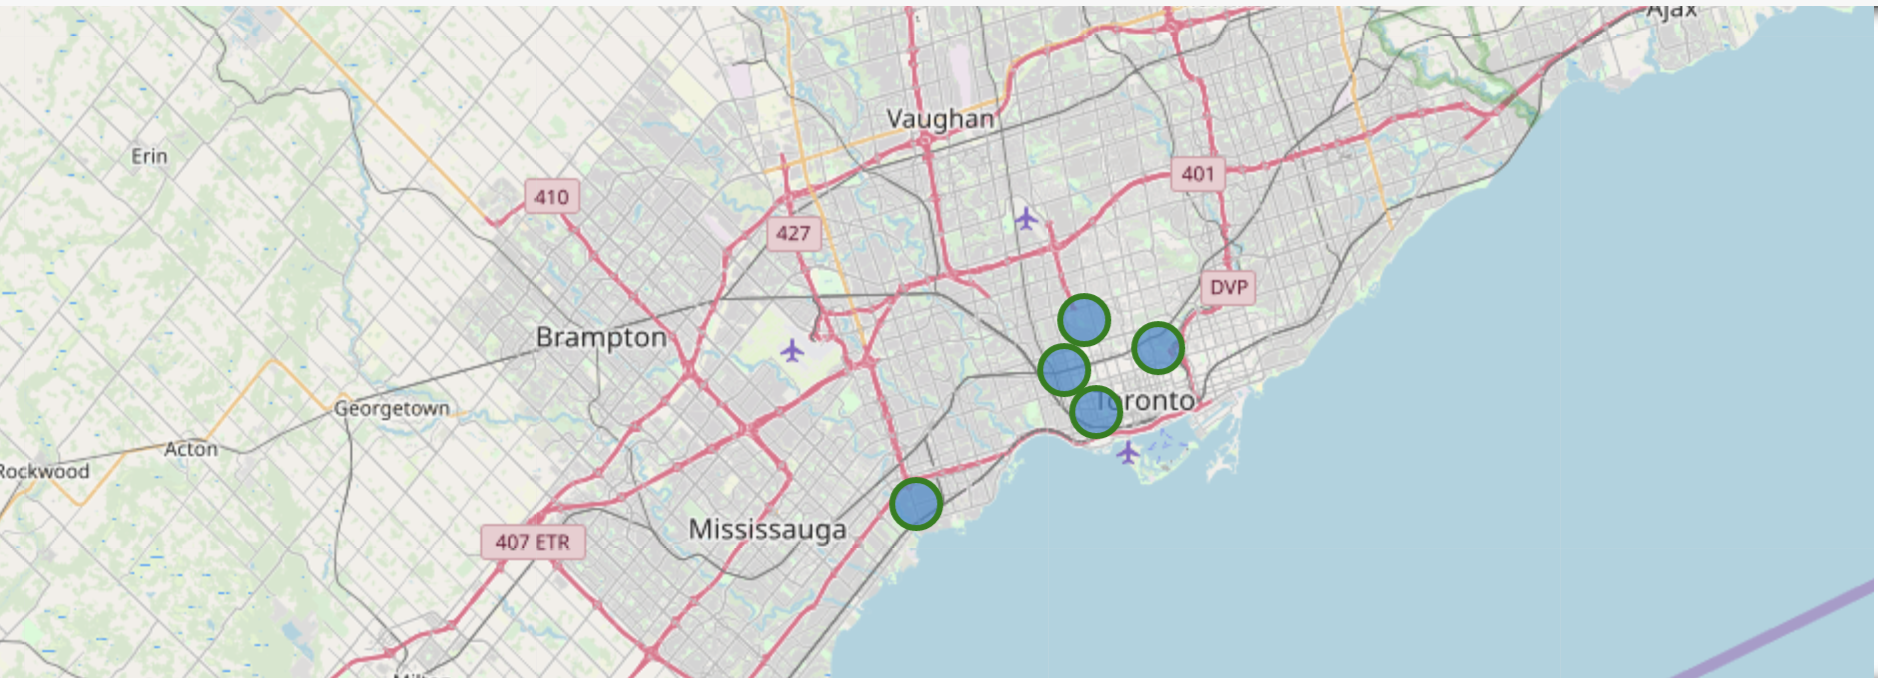 Ajax
Vaughan
Erin
401
410
427
DVP
Brampton
Toronto
Georgetown
Acton
Rockwood
Mississauga
407 ETR